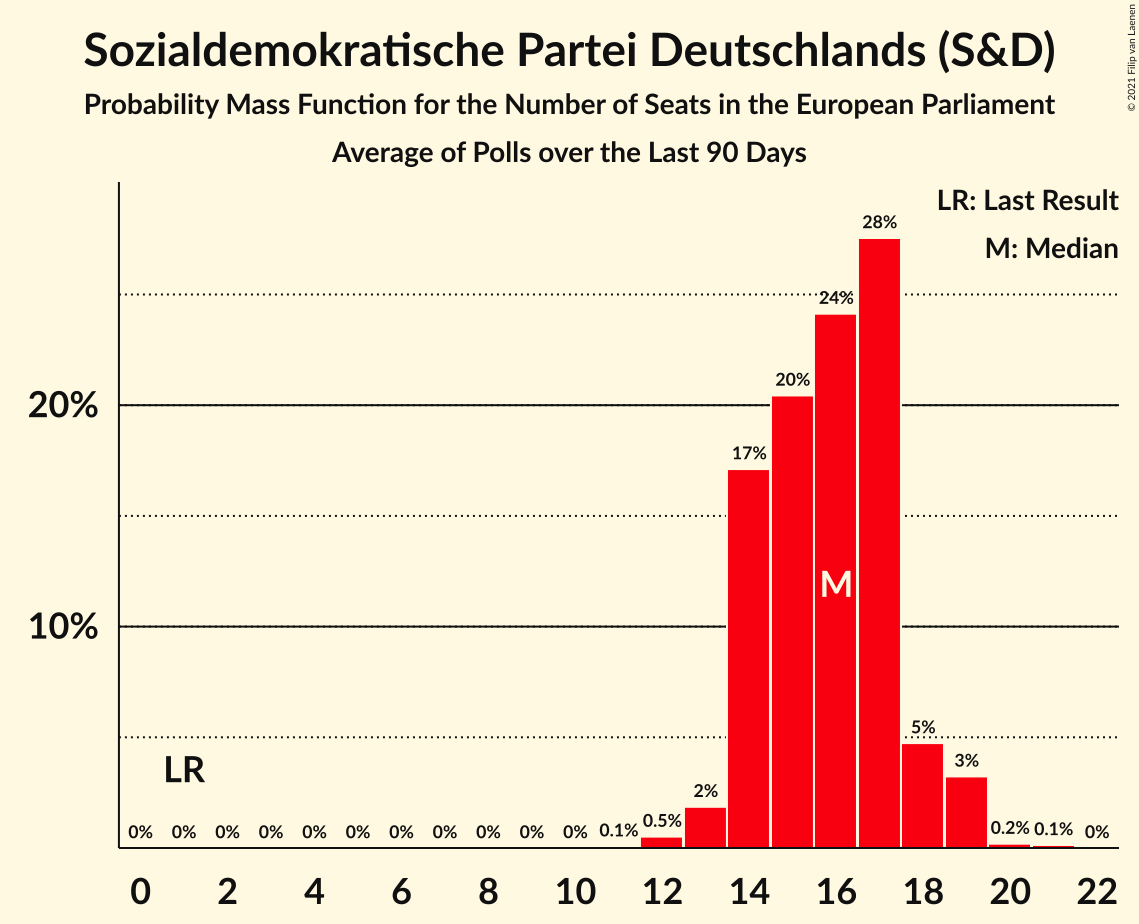 Sozialdemokratische Partei Deutschlands (S&D)
Probability Mass Function for the Number of Seats in the European Parliament
Average of Polls over the Last 90 Days
© 2021 Filip van Laenen
LR: Last Result
M: Median
28%
24%
20%
20%
17%
M
10%
5%
LR
3%
2%
0% 0% 0% 0% 0% 0% 0% 0% 0% 0% 0% 0.1% 0.5% 0.2% 0.1% 0%
0 2 4 6 8 10 12 14 16 18 20 22